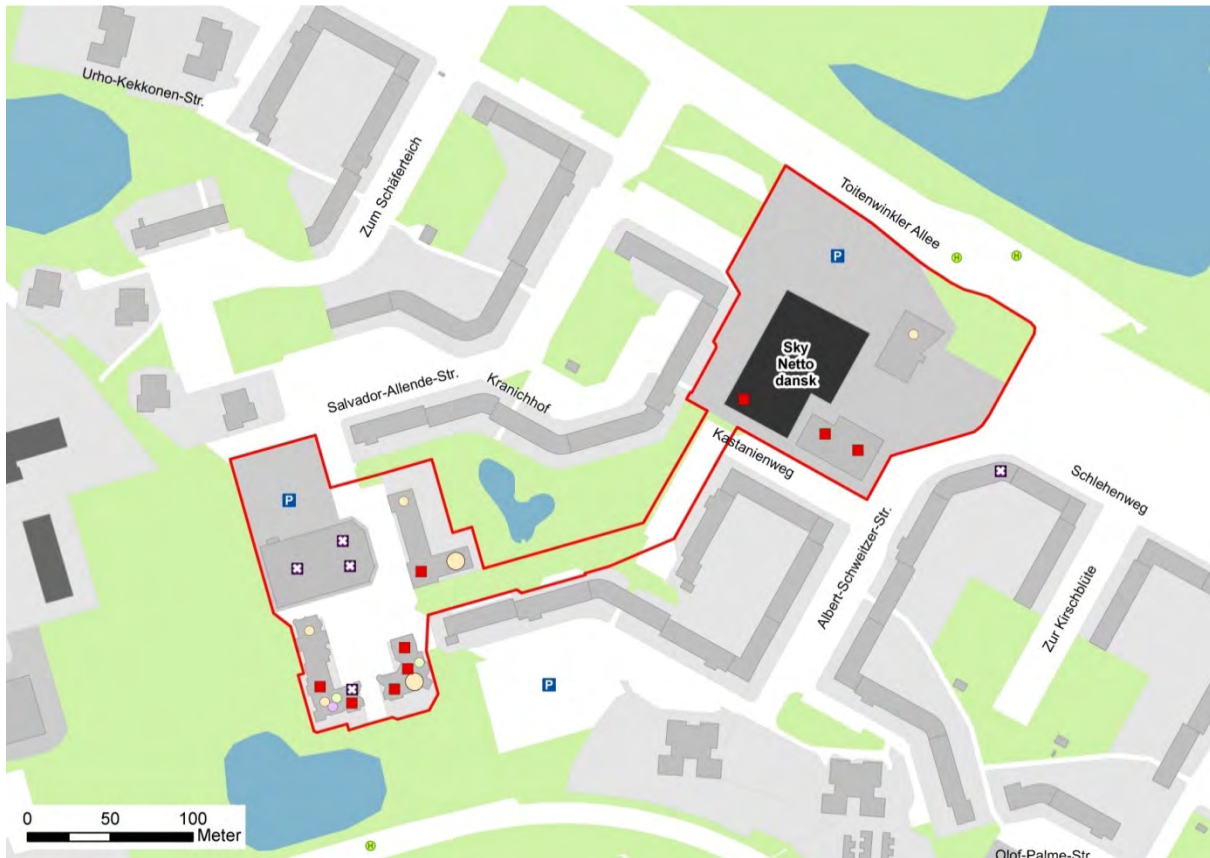 Urho-Kekkonen-Str.
Zum Schäferteich
Toitenwinkler Allee
P
H
H
Sky
Netto
dansk
Salvador-Allende-Str.
Kranichhof
Kastanienweg
Schlehenweg
P
Albert-Schweitzer-Str.
Zur Kirschblüte
P
0 50 100
Meter
H
Olof-Palme-Str.